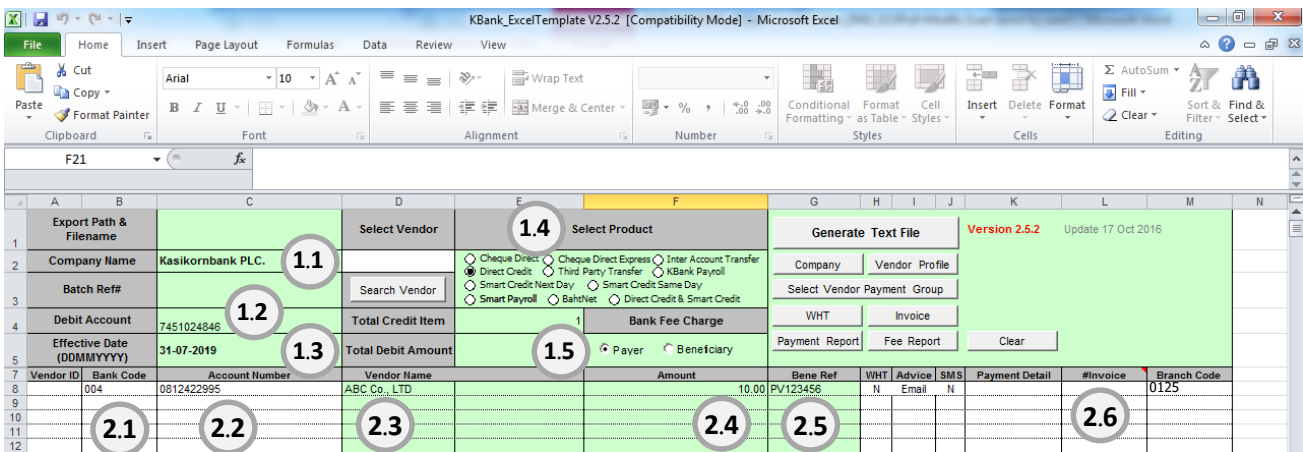 KBank_ExcelTemplate V2.5.2 [Compatibility Mode] - Microsoft Excel
File Home Insert Page Layout Formulas Data Review View
Cut
Copy
Format Painter
Paste
Clipboard
Arial 10
B I U
Font
Wrap Text
Merge & Center
Alignment
% ,
Number
Conditional Formatting
Format as Table
Cell Styles
Styles
Insert Delete Format
Cells
Σ AutoSum
Fill
Clear
Sort & Filter
Find & Select
Editing
F21 fx
A B C D E F G H I J K L M N
1 Export Path & Filename Select Vendor 1.4 Select Product Generate Text File Version 2.5.2 Update 17 Oct 2016
2 Company Name Kasikornbank PLC. 1.1
Cheque Direct Cheque Direct Express Inter Account Transfer
Direct Credit Third Party Transfer KBank Payroll
Company Vendor Profile
3 Batch Ref# Search Vendor
Smart Credit Next Day Smart Credit Same Day
Smart Payroll BahtNet Direct Credit & Smart Credit
Select Vendor Payment Group
1.2
4 Debit Account 7451024846 Total Credit Item 1 Bank Fee Charge WHT Invoice
5 Effective Date (DDMMYYYY) 31-07-2019 1.3 Total Debit Amount 1.5 Payer Beneficiary Payment Report Fee Report Clear
7 Vendor ID Bank Code Account Number Vendor Name Amount Bene Ref WHT Advice SMS Payment Detail #Invoice Branch Code
8 004 0812422995 ABC Co., LTD 10.00 PV123456 N Email N 0125
9
10
11 2.1 2.2 2.3 2.4 2.5 2.6
12